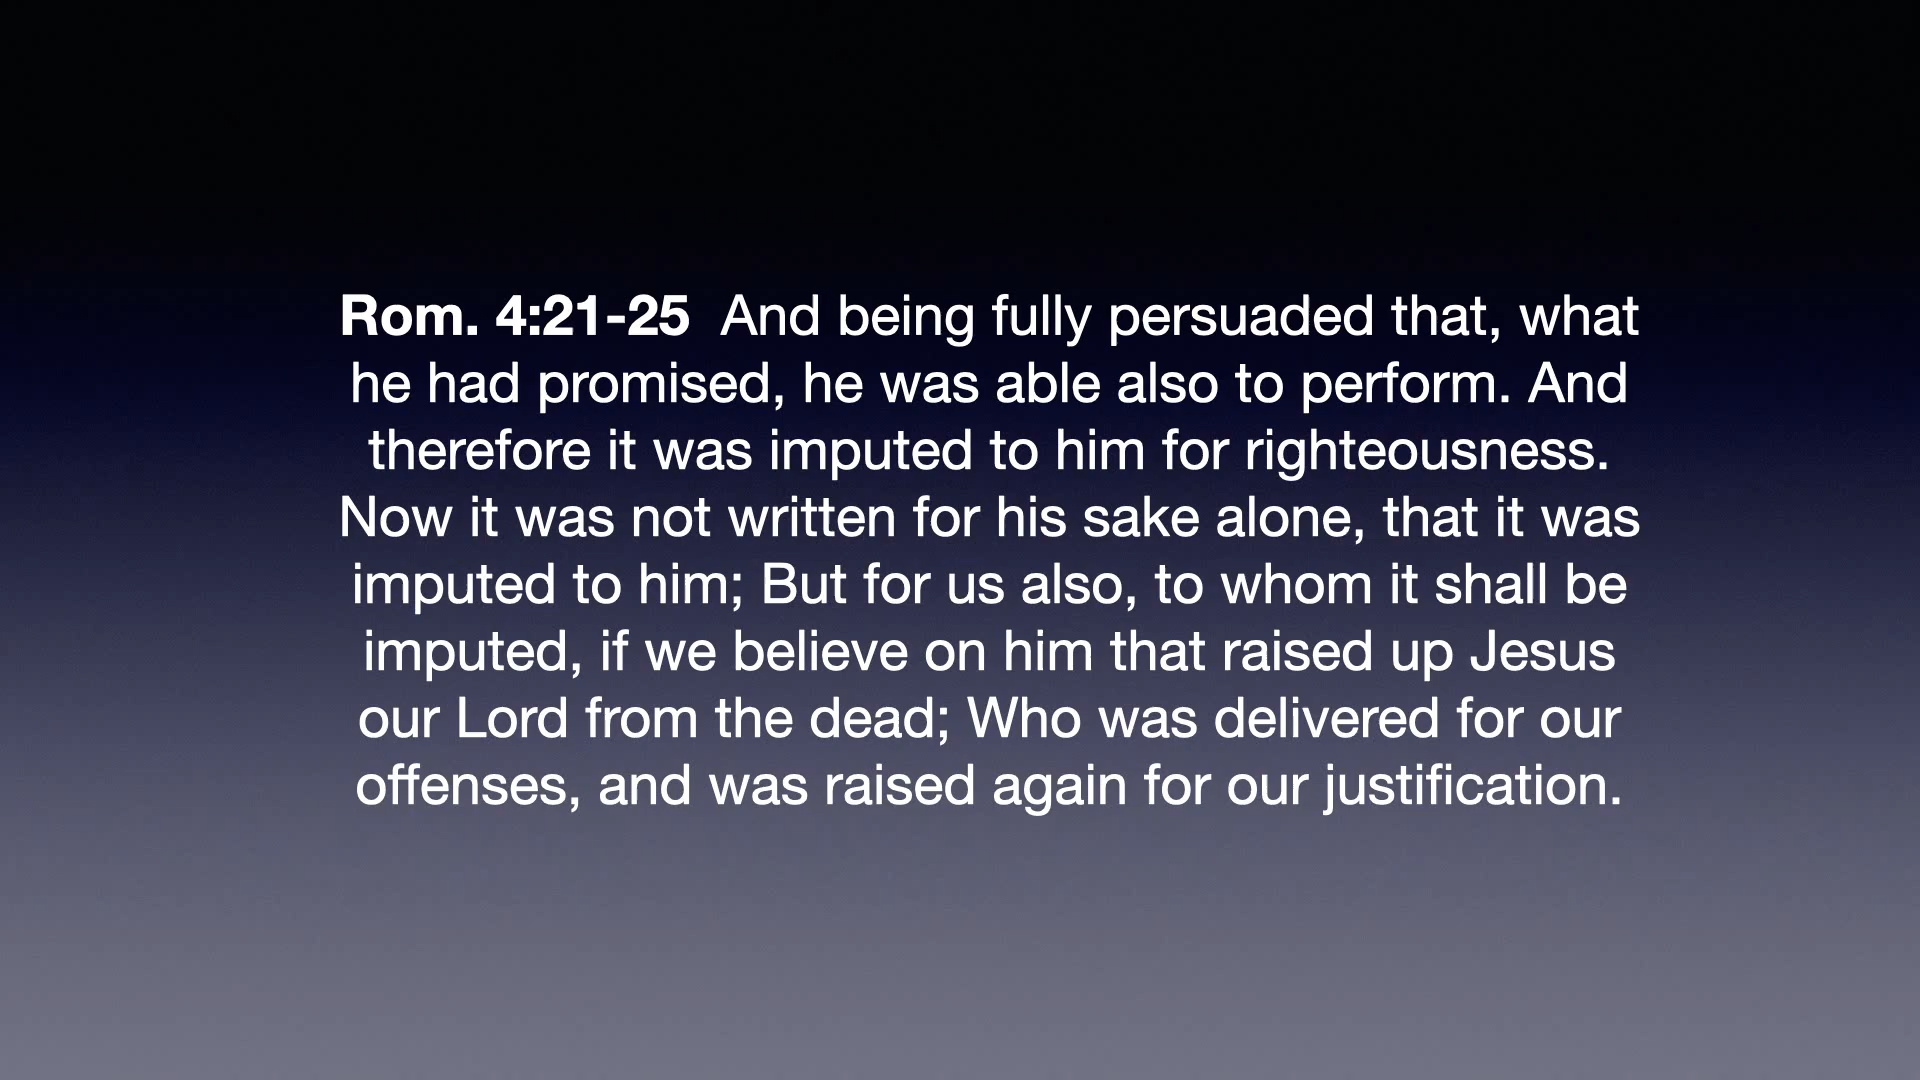 Rom. 4:21-25  And being fully persuaded that, what
he had promised, he was able also to perform. And
therefore it was imputed to him for righteousness.
Now it was not written for his sake alone, that it was
imputed to him; But for us also, to whom it shall be
imputed, if we believe on him that raised up Jesus
our Lord from the dead; Who was delivered for our
offenses, and was raised again for our justification.